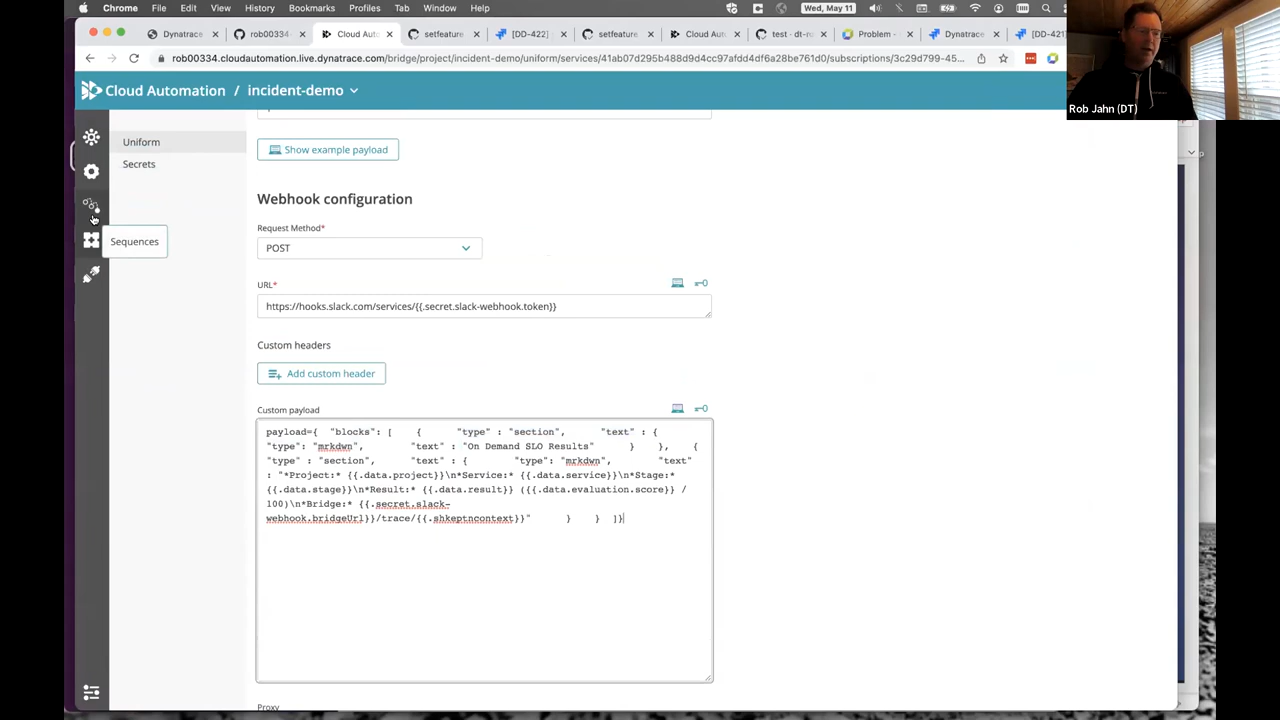 Chrome File Edit View History Bookmarks Profiles Tab Window Help Wed, May 11
Dynatrace rob00334 Cloud Auto setfeature [DD-422] setfeature Cloud Auto test · dt-no Problem - Dynatrace [DD-421
rob00334.cloudautomation.live.dynatrace.com/bridge/project/incident-demo/
services/41ab07d295b488d9d4cc97afdd4df6a28be761d0/subscriptions/3c29d799-45...
Rob Jahn (DT)
Cloud Automation / incident-demo
Uniform
Secrets
Sequences
Show example payload
Webhook configuration
Request Method*
POST
URL*
https://hooks.slack.com/services/{{.secret.slack-webhook.token}}
Custom headers
Add custom header
Custom payload
payload={ "blocks": [ { "type" : "section", "text" : {
"type": "mrkdwn", "text" : "On Demand SLO Results" } }, {
"type" : "section", "text" : { "type": "mrkdwn", "text"
: "*Project:* {{.data.project}}\n*Service:* {{.data.service}}\n*Stage:*
{{.data.stage}}\n*Result:* {{.data.result}} ({{.data.evaluation.score}} /
100)\n*Bridge:* {{.secret.slack-
webhook.bridgeUrl}}/trace/{{.shkeptncontext}}" } } ]}
Proxy